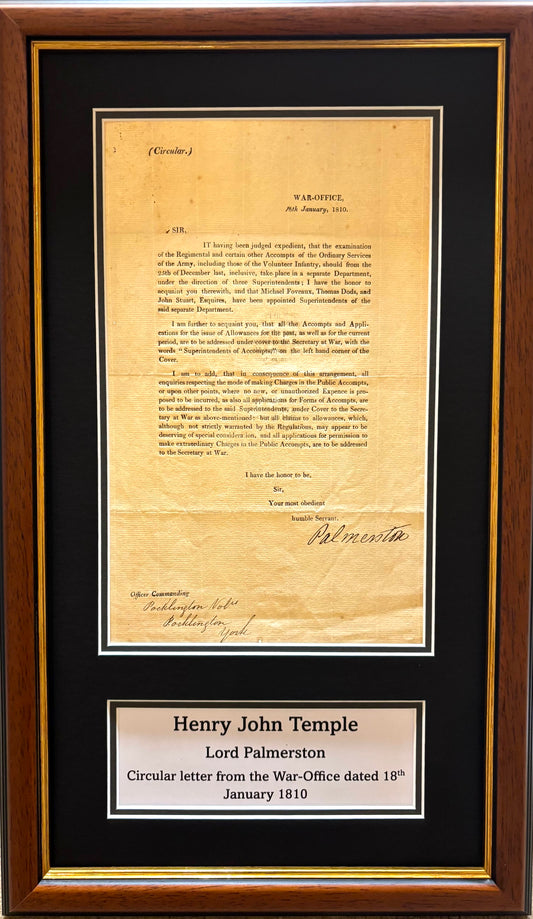 (Circular.)
WAR-OFFICE,
18th January, 1810.
SIR,
IT having been judged expedient, that the examination
of the Regimental and certain other Accompts of the Ordinary Services
of the Army, including those of the Volunteer Infantry, should from the
25th of December last, inclusive, take place in a separate Department,
under the direction of three Superintendents; I have the honor to
acquaint you therewith, and that Michael Foveaux, Thomas Dods, and
John Stuart, Esquires, have been appointed Superintendents of the
said separate Department.
I am further to acquaint you, that all the Accompts and Appli-
cations for the issue of Allowances for the past, as well as for the current
period, are to be addressed under cover to the Secretary at War, with the
words "Superintendents of Accompts," on the left hand corner of the
Cover.
I am to add, that in consequence of this arrangement, all
enquiries respecting the mode of making Charges in the Public Accompts,
or upon other points, where no new, or unauthorized Expence is pro-
posed to be incurred, as also all applications for Forms of Accompts, are
to be addressed to the said Superintendents, under Cover to the Secre-
tary at War as above-mentioned: but all claims to allowances, which,
although not strictly warranted by the Regulations, may appear to be
deserving of special consideration, and all applications for permission to
make extraordinary Charges in the Public Accompts, are to be addressed
to the Secretary at War.
I have the honor to be,
Sir,
Your most obedient
humble Servant.
Palmerston
Officer Commanding
Pocklington Vols
Pocklington
York
Henry John Temple
Lord Palmerston
Circular letter from the War-Office dated 18th
January 1810